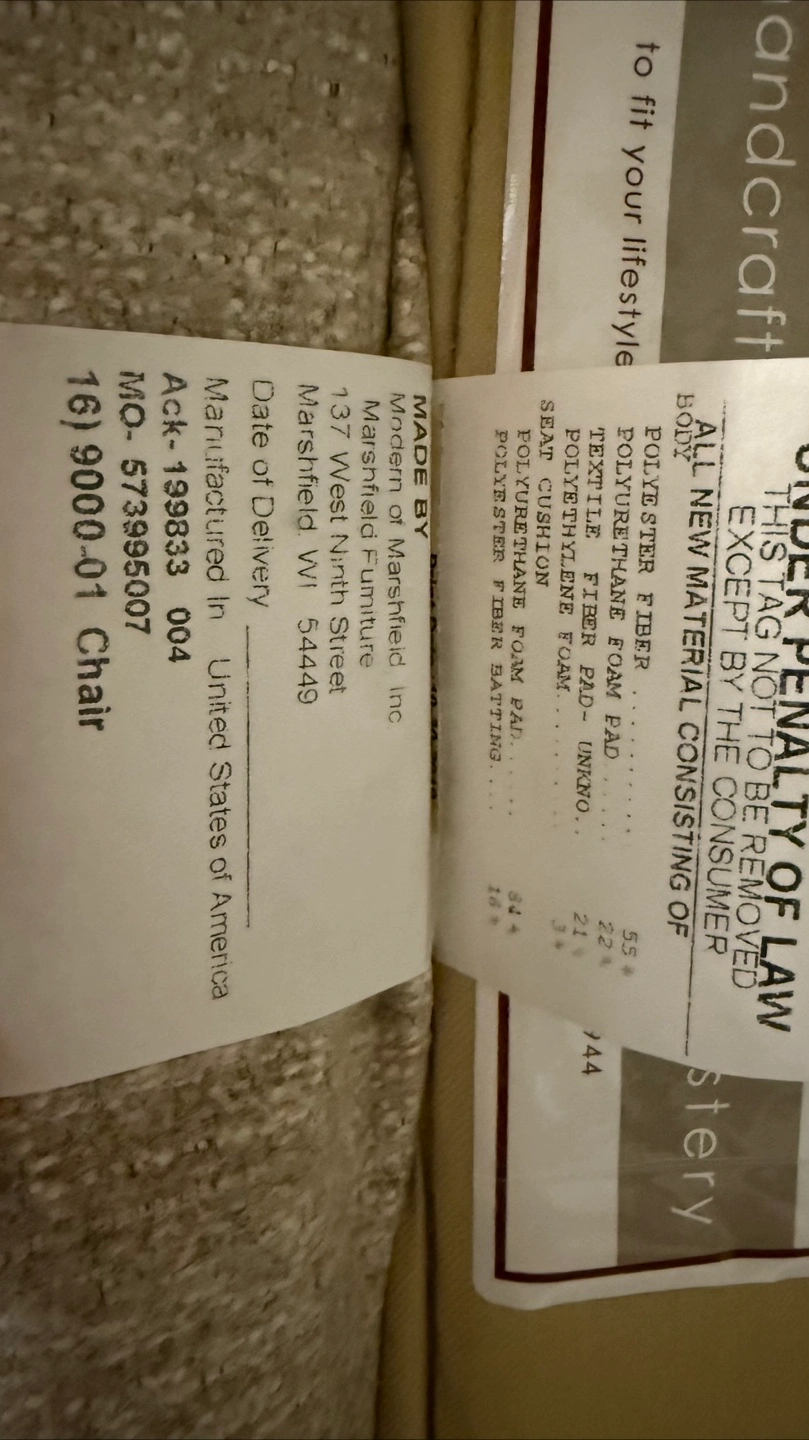 andcraft
stery
to fit your lifestyle
944
UNDER PENALTY OF LAW
THIS TAG NOT TO BE REMOVED
EXCEPT BY THE CONSUMER
ALL NEW MATERIAL CONSISTING OF
BODY
POLYESTER FIBER ......... 55%
POLYURETHANE FOAM PAD ..... 22%
TEXTILE FIBER PAD- UNKNO.. 21%
POLYETHYLENE FOAM....... 3%
SEAT CUSHION
POLYURETHANE FOAM PAD..... 84%
POLYESTER FIBER BATTING.... 16%
MADE BY
Modern of Marshfield Inc
Marshfield Furniture
137 West Ninth Street
Marshfield, WI 54449
Date of Delivery
Manufactured In United States of America
Ack- 199833 004
MO- 573995007
16) 9000-01 Chair